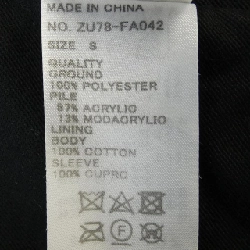 MADE IN CHINA
NO. ZU78-FA042
SIZE S
QUALITY
GROUND
100% POLYESTER
PILE
87% ACRYLIC
13% MODACRYLIC
LINING
BODY
100% COTTON
SLEEVE
100% CUPRO